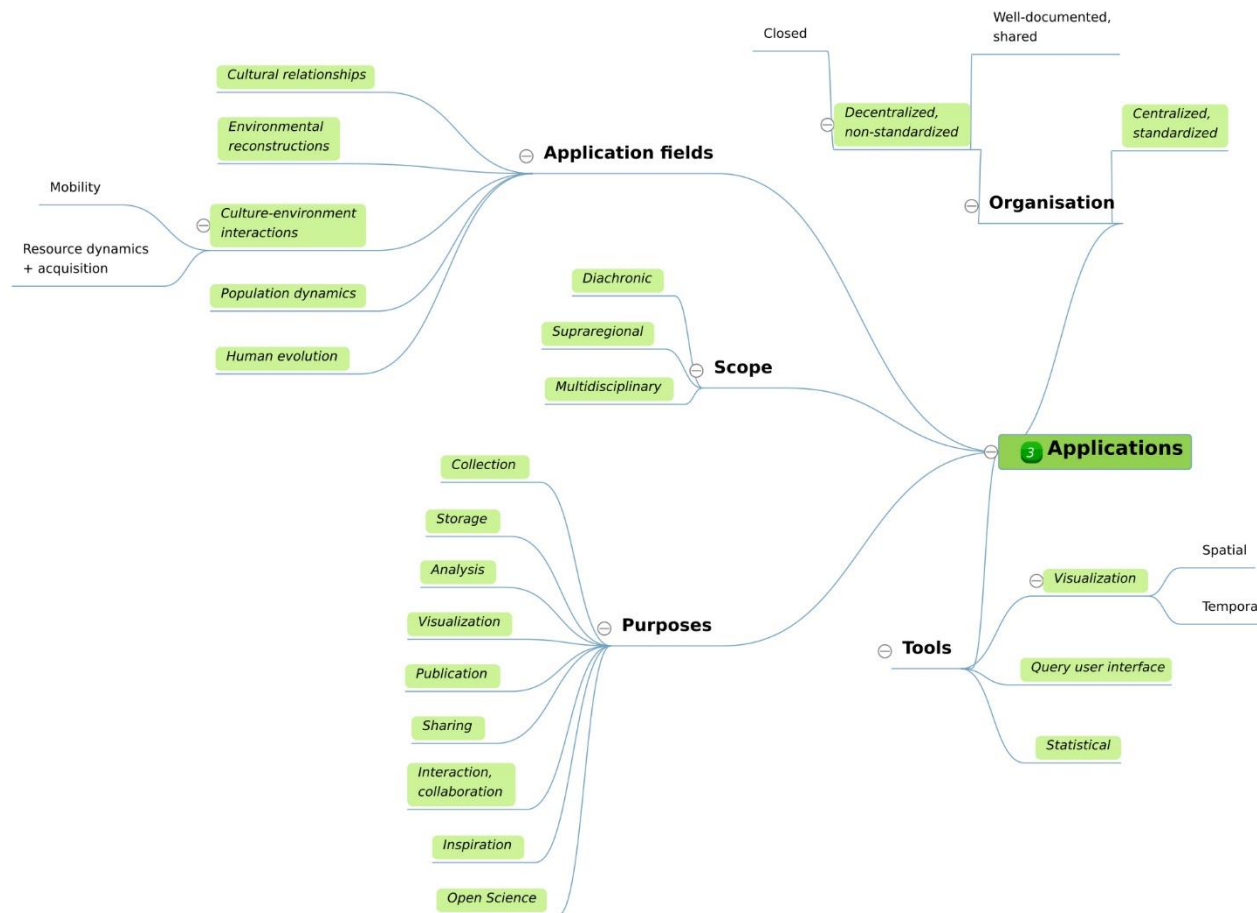 Closed
Well-documented,
shared
Decentralized,
non-standardized
Centralized,
standardized
Organisation
Application fields
Cultural relationships
Environmental
reconstructions
Culture-environment
interactions
Mobility
Resource dynamics
+ acquisition
Population dynamics
Human evolution
Scope
Diachronic
Supraregional
Multidisciplinary
3 Applications
Purposes
Collection
Storage
Analysis
Visualization
Publication
Sharing
Interaction,
collaboration
Inspiration
Open Science
Tools
Visualization
Spatial
Tempora
Query user interface
Statistical